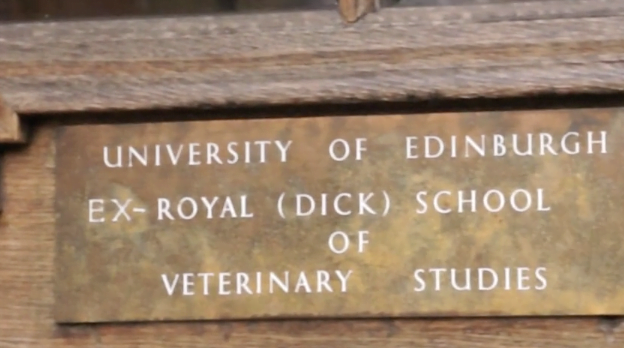 UNIVERSITY OF EDINBURGH
EX-ROYAL (DICK) SCHOOL
OF
VETERINARY STUDIES